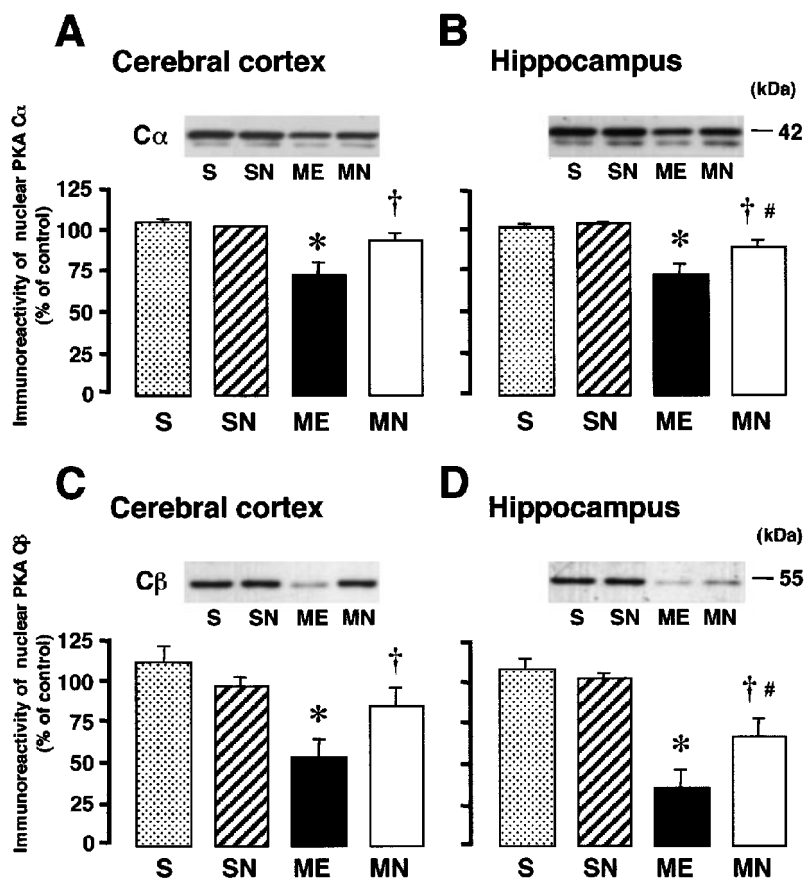 A
Cerebral cortex
Cα
S SN ME MN
Immunoreactivity of nuclear PKA Cα
(% of control)
125
100
75
50
25
0
*
†
S SN ME MN
B
Hippocampus
(kDa)
42
S SN ME MN
*
† #
S SN ME MN
C
Cerebral cortex
Cβ
S SN ME MN
Immunoreactivity of nuclear PKA Cβ
(% of control)
125
100
75
50
25
0
*
†
S SN ME MN
D
Hippocampus
(kDa)
55
S SN ME MN
*
† #
S SN ME MN